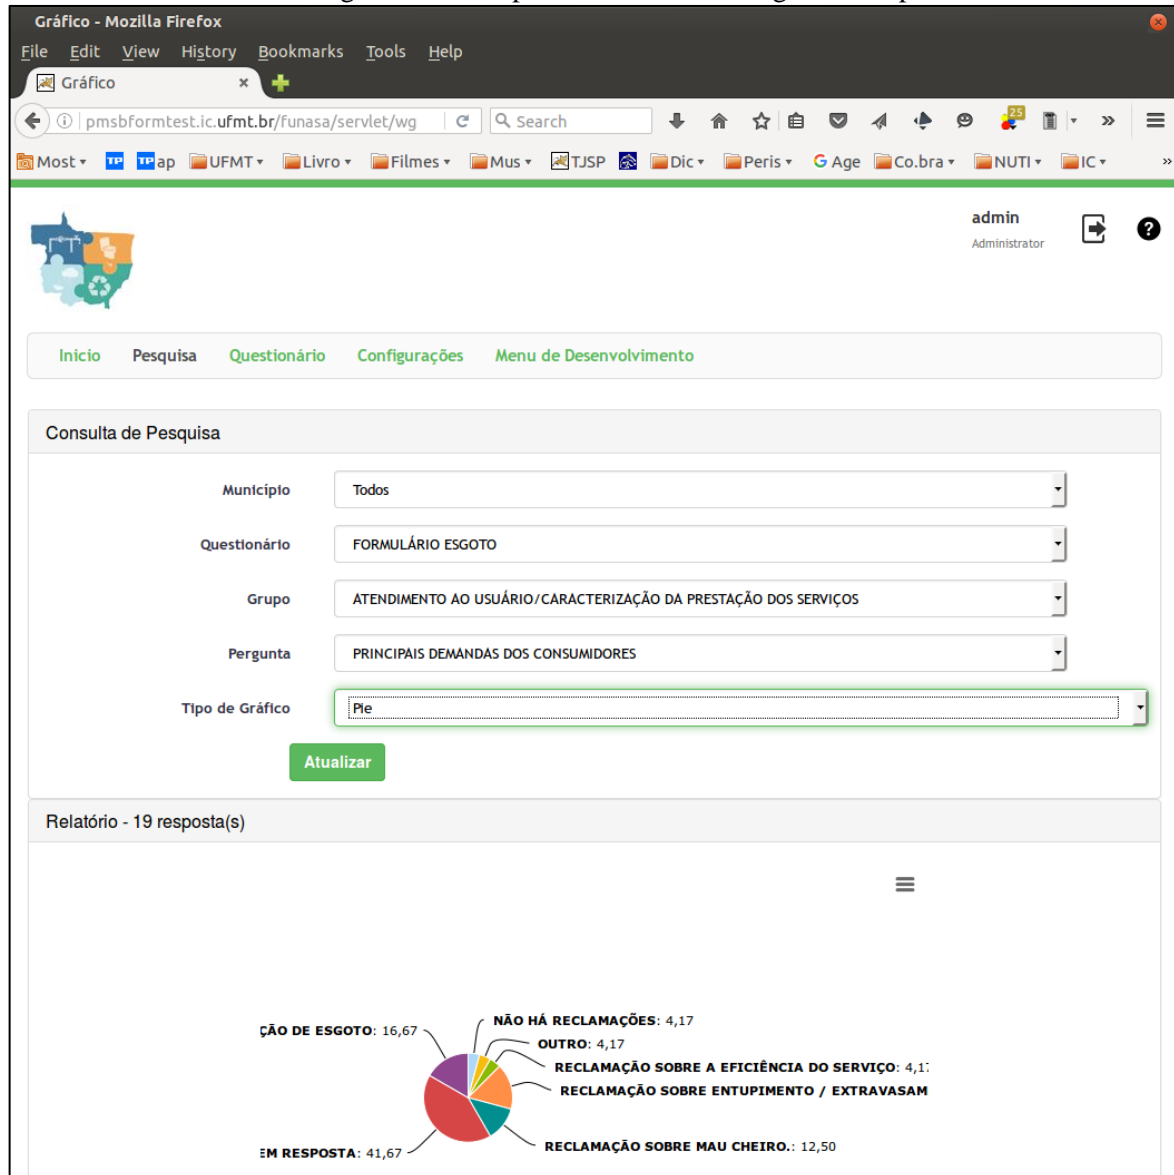 Gráfico - Mozilla Firefox
File Edit View History Bookmarks Tools Help
Gráfico
pmsbformtest.ic.ufmt.br/funasa/servlet/wg Search 25
Most TP TP ap UFMT Livro Filmes Mus TJSP Dic Peris G Age Co.bra NUTI IC »
admin
Administrator
Inicio Pesquisa Questionário Configurações Menu de Desenvolvimento
Consulta de Pesquisa
Município Todos
Questionário FORMULÁRIO ESGOTO
Grupo ATENDIMENTO AO USUÁRIO/CARACTERIZAÇÃO DA PRESTAÇÃO DOS SERVIÇOS
Pergunta PRINCIPAIS DEMANDAS DOS CONSUMIDORES
Tipo de Gráfico Pie
Atualizar
Relatório - 19 resposta(s)
NÃO HÁ RECLAMAÇÕES: 4,17
ÇÃO DE ESGOTO: 16,67
OUTRO: 4,17
RECLAMAÇÃO SOBRE A EFICIÊNCIA DO SERVIÇO: 4,1
RECLAMAÇÃO SOBRE ENTUPIMENTO / EXTRAVASAM
RECLAMAÇÃO SOBRE MAU CHEIRO.: 12,50
EM RESPOSTA: 41,67